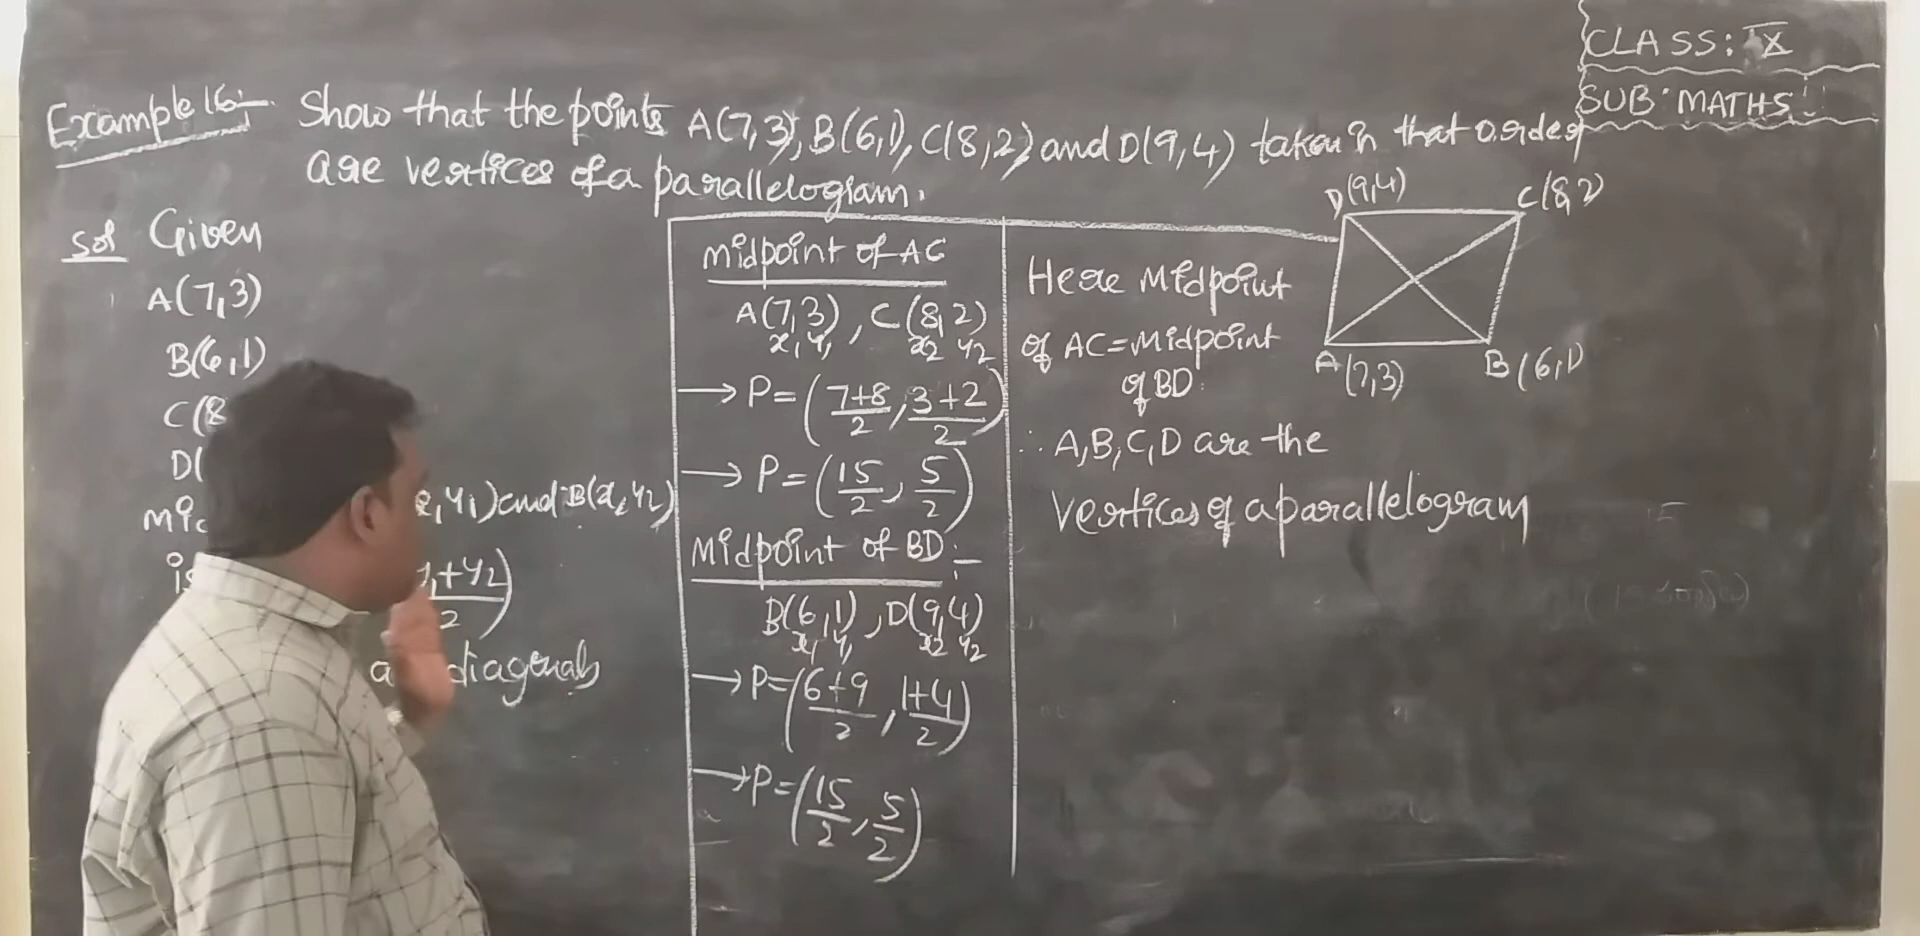 CLASS: IX
SUB: MATHS
Example 16:- Show that the points A(7,3), B(6,1), C(8,2) and D(9,4) taken in that order
are vertices of a parallelogram.
Sol Given
A(7,3)
B(6,1)
C(8
D(
,y₁) and B(x₂,y₂)
is y₁+y₂)
2
diagonals
Midpoint of AC
A(7,3), C(8,2)
x₁ y₁ x₂ y₂
→ P=(7+8/2, 3+2/2)
→ P=(15/2, 5/2)
Midpoint of BD:-
B(6,1), D(9,4)
x₁ y₁ x₂ y₂
→ P=(6+9/2, 1+4/2)
→ P=(15/2, 5/2)
Here Midpoint
of AC=Midpoint
of BD.
∴ A,B,C,D are the
vertices of a parallelogram
D(9,4) C(8,2)
A(7,3) B(6,1)